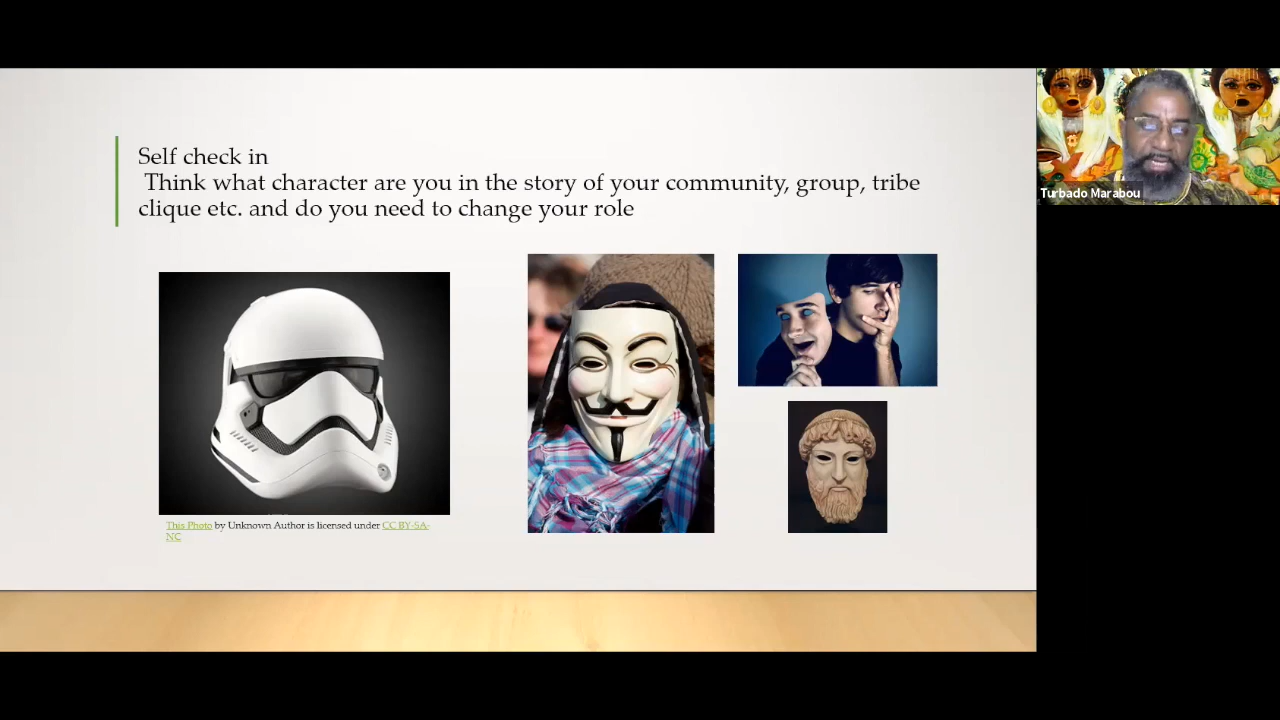 Self check in
Think what character are you in the story of your community, group, tribe
clique etc. and do you need to change your role
This Photo by Unknown Author is licensed under CC BY-SA-
NC
Turbado Marabou